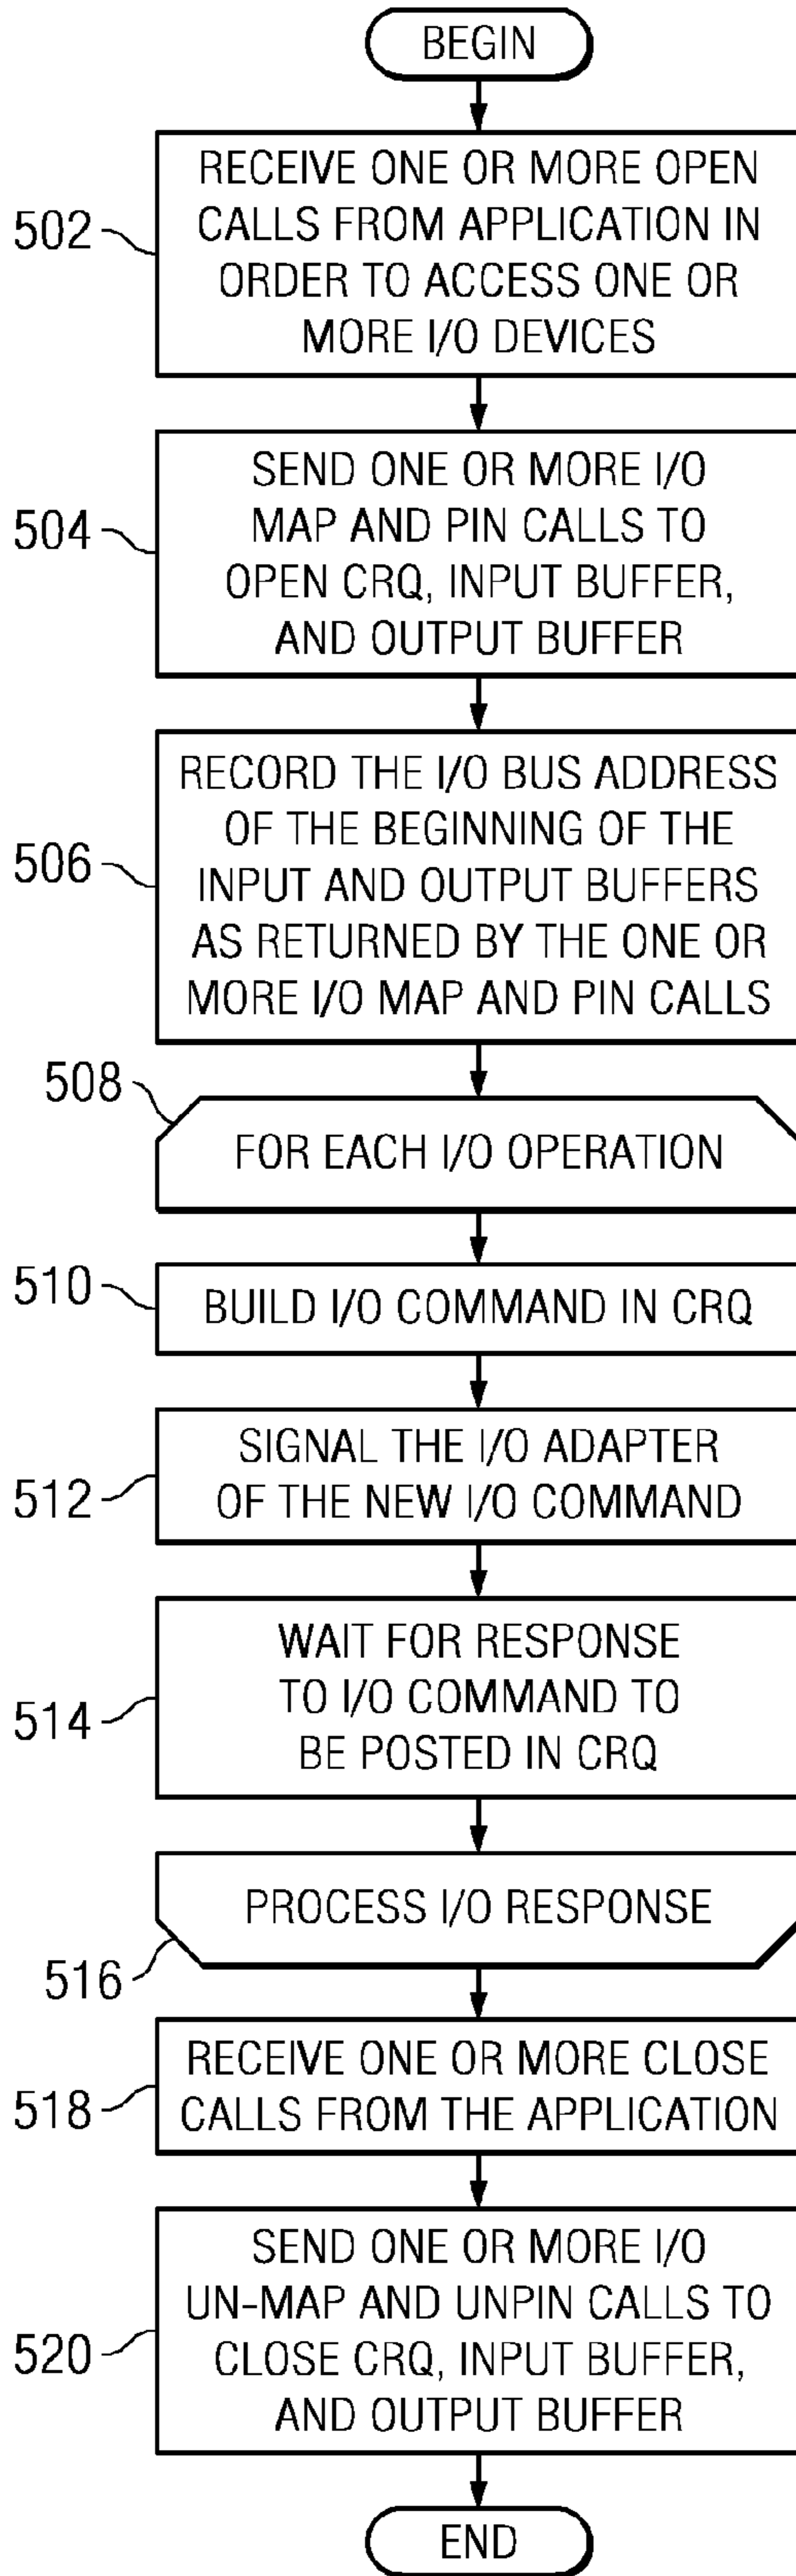 BEGIN
502
RECEIVE ONE OR MORE OPEN
CALLS FROM APPLICATION IN
ORDER TO ACCESS ONE OR
MORE I/O DEVICES
504
SEND ONE OR MORE I/O
MAP AND PIN CALLS TO
OPEN CRQ, INPUT BUFFER,
AND OUTPUT BUFFER
506
RECORD THE I/O BUS ADDRESS
OF THE BEGINNING OF THE
INPUT AND OUTPUT BUFFERS
AS RETURNED BY THE ONE OR
MORE I/O MAP AND PIN CALLS
508
FOR EACH I/O OPERATION
510
BUILD I/O COMMAND IN CRQ
512
SIGNAL THE I/O ADAPTER
OF THE NEW I/O COMMAND
514
WAIT FOR RESPONSE
TO I/O COMMAND TO
BE POSTED IN CRQ
PROCESS I/O RESPONSE
516
518
RECEIVE ONE OR MORE CLOSE
CALLS FROM THE APPLICATION
520
SEND ONE OR MORE I/O
UN-MAP AND UNPIN CALLS TO
CLOSE CRQ, INPUT BUFFER,
AND OUTPUT BUFFER
END